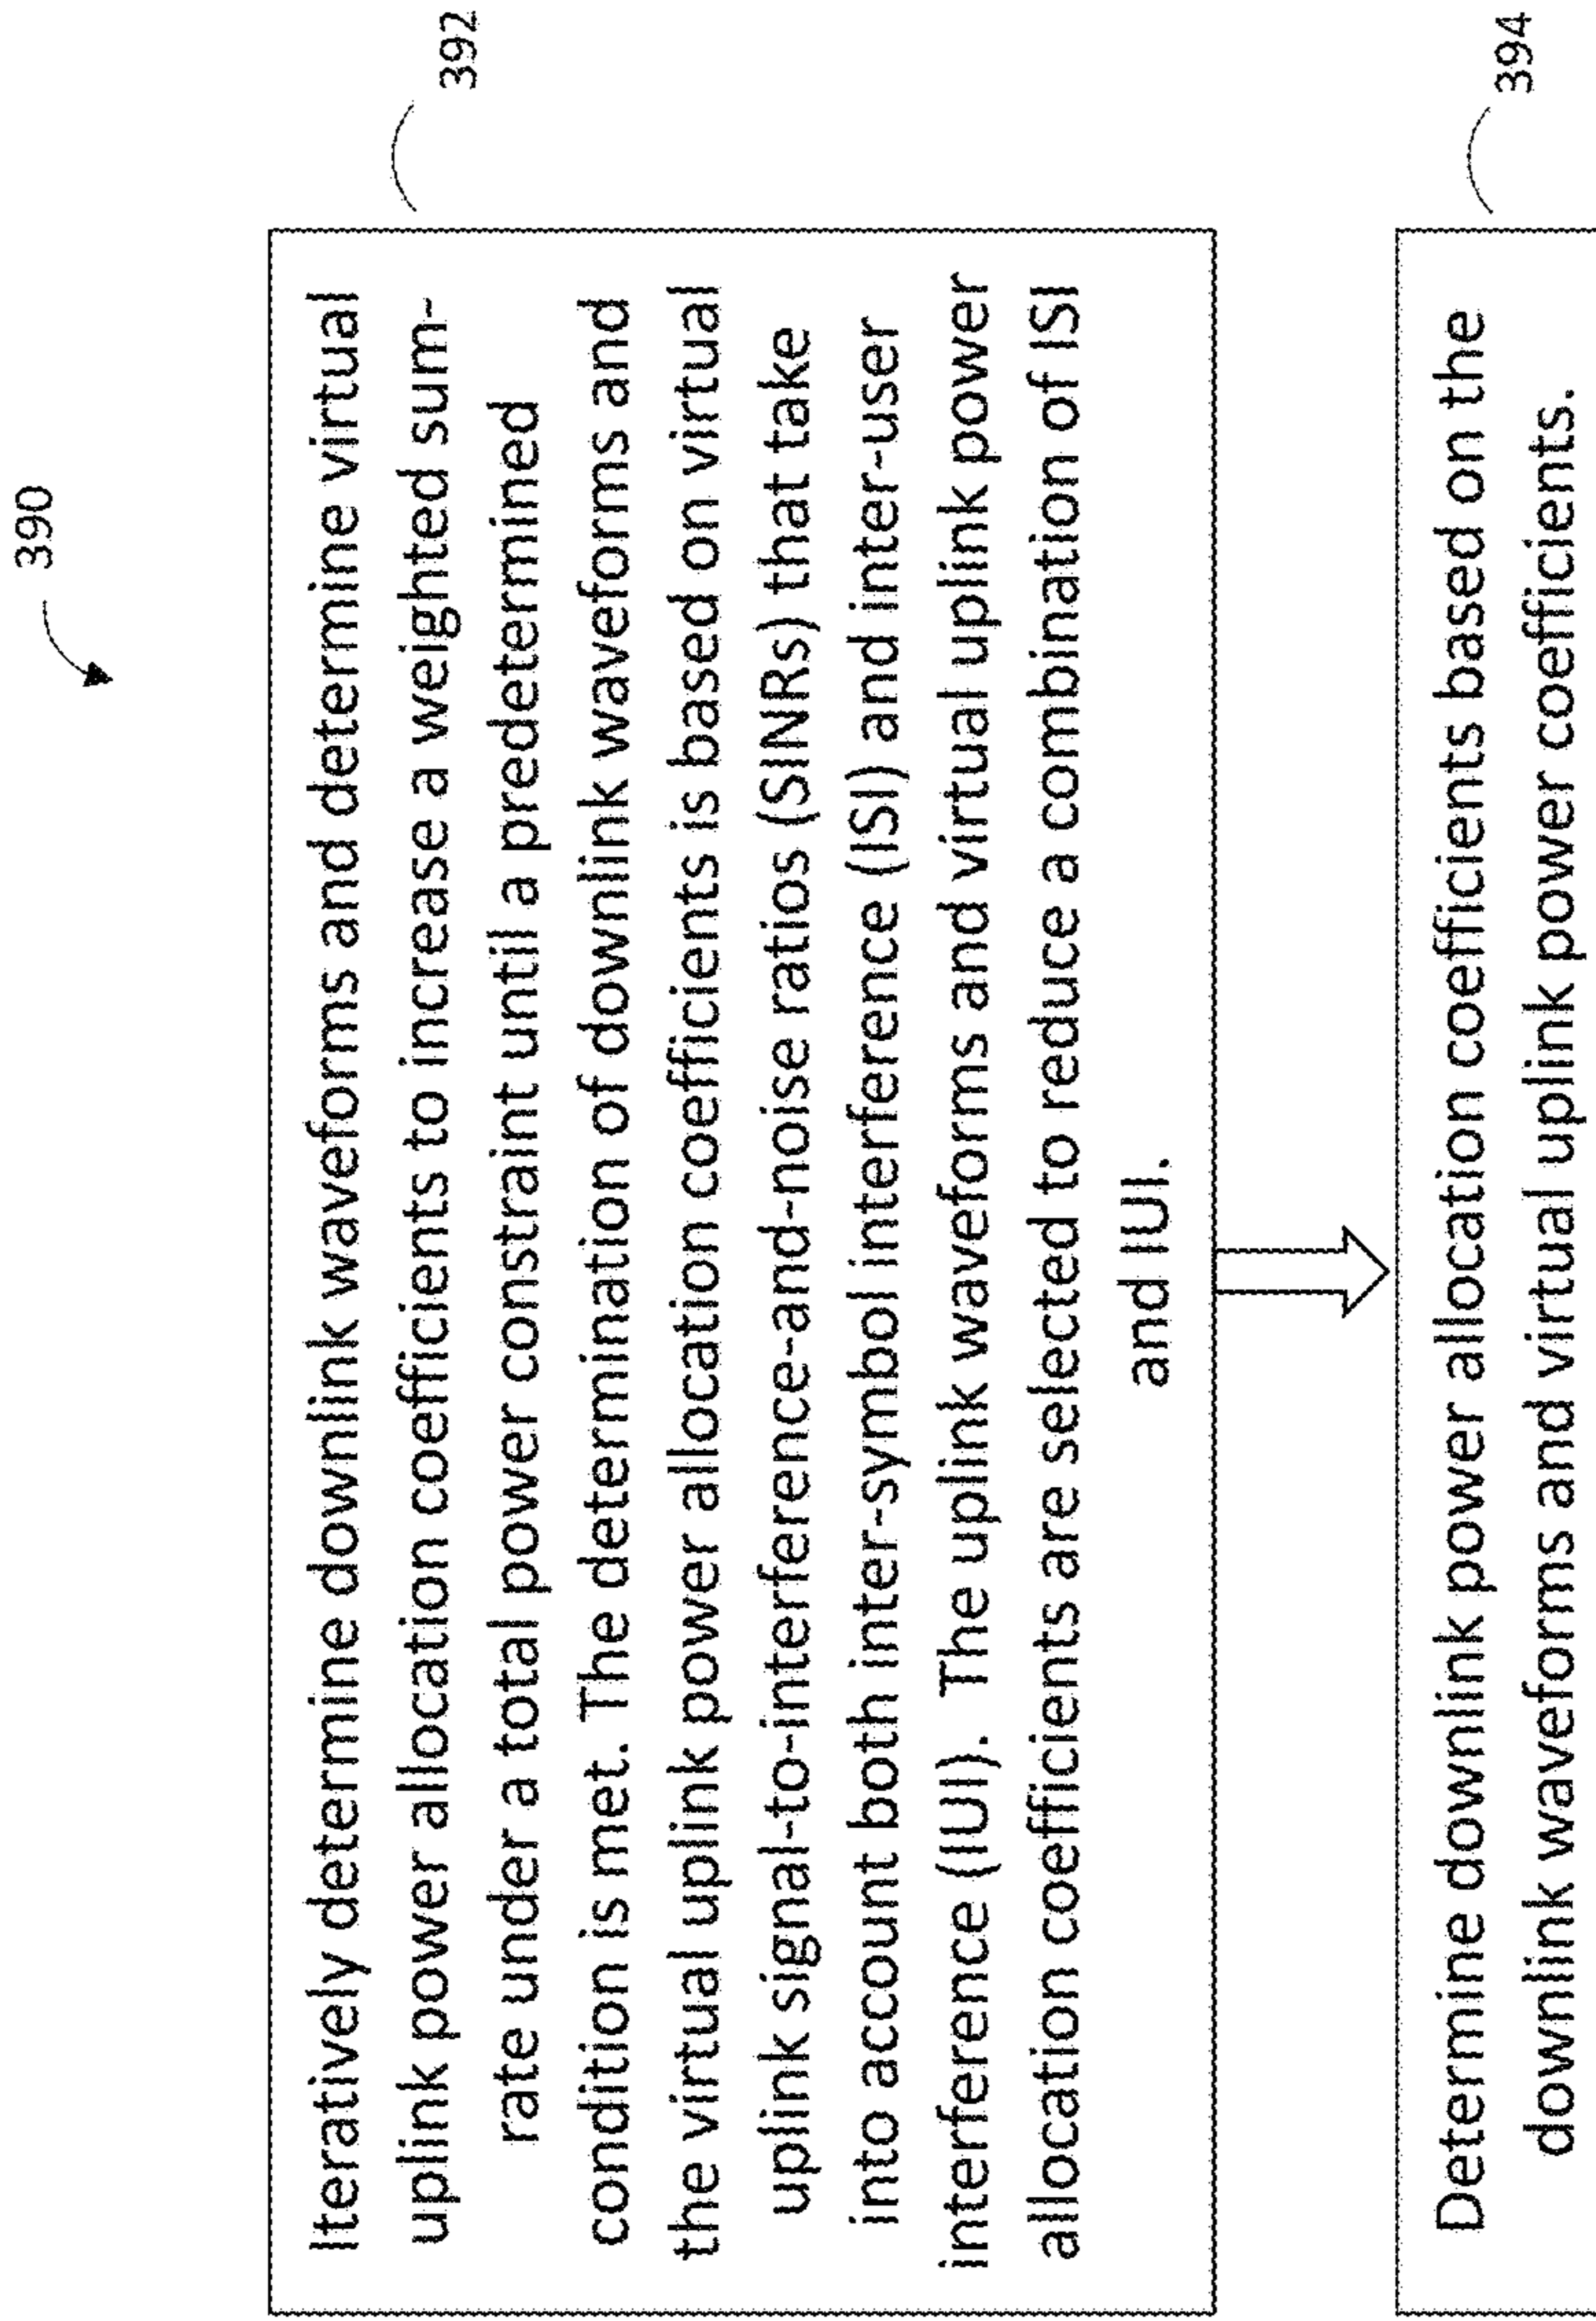 390
Iteratively determine downlink waveforms and determine virtual
uplink power allocation coefficients to increase a weighted sum-
rate under a total power constraint until a predetermined
condition is met. The determination of downlink waveforms and
the virtual uplink power allocation coefficients is based on virtual
uplink signal-to-interference-and-noise ratios (SINRs) that take
into account both inter-symbol interference (ISI) and inter-user
interference (IUI). The uplink waveforms and virtual uplink power
allocation coefficients are selected to reduce a combination of ISI
and IUI.
392
Determine downlink power allocation coefficients based on the
downlink waveforms and virtual uplink power coefficients.
394